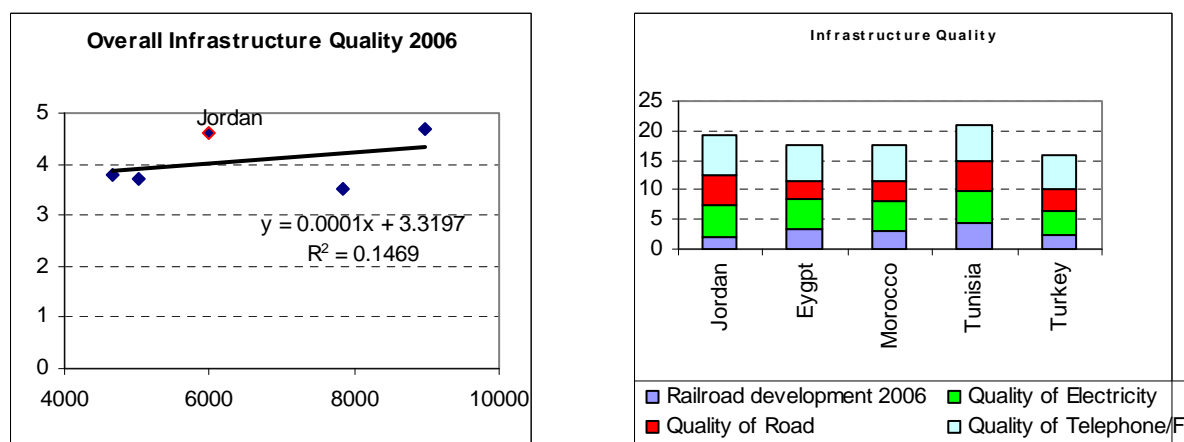 Overall Infrastructure Quality 2006
5
4
3
2
1
0
Jordan
y = 0.0001x + 3.3197
R² = 0.1469
4000 6000 8000 10000
Infrastructure Quality
25
20
15
10
5
0
Jordan
Eygpt
Morocco
Tunisia
Turkey
Railroad development 2006 Quality of Electricity
Quality of Road Quality of Telephone/F